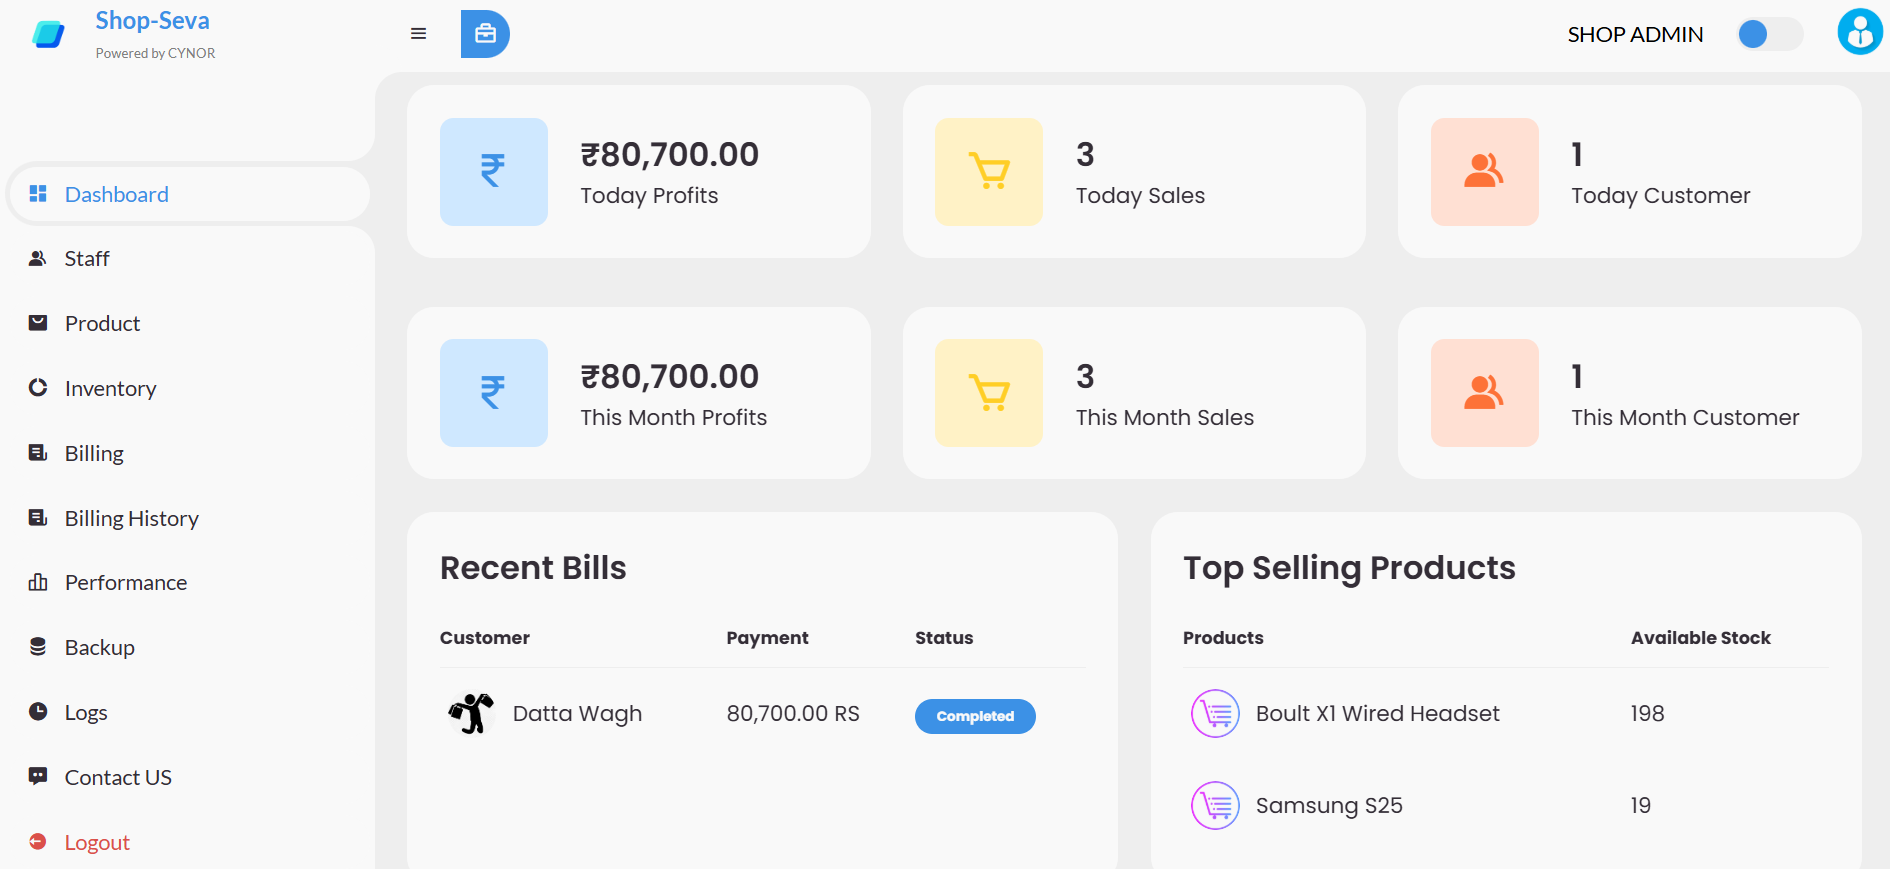 Shop-Seva
Powered by CYNOR
SHOP ADMIN
Dashboard
Staff
Product
Inventory
Billing
Billing History
Performance
Backup
Logs
Contact US
Logout
₹80,700.00
Today Profits
3
Today Sales
1
Today Customer
₹80,700.00
This Month Profits
3
This Month Sales
1
This Month Customer
Recent Bills
Customer Payment Status
Datta Wagh 80,700.00 RS Completed
Top Selling Products
Products Available Stock
Boult X1 Wired Headset 198
Samsung S25 19